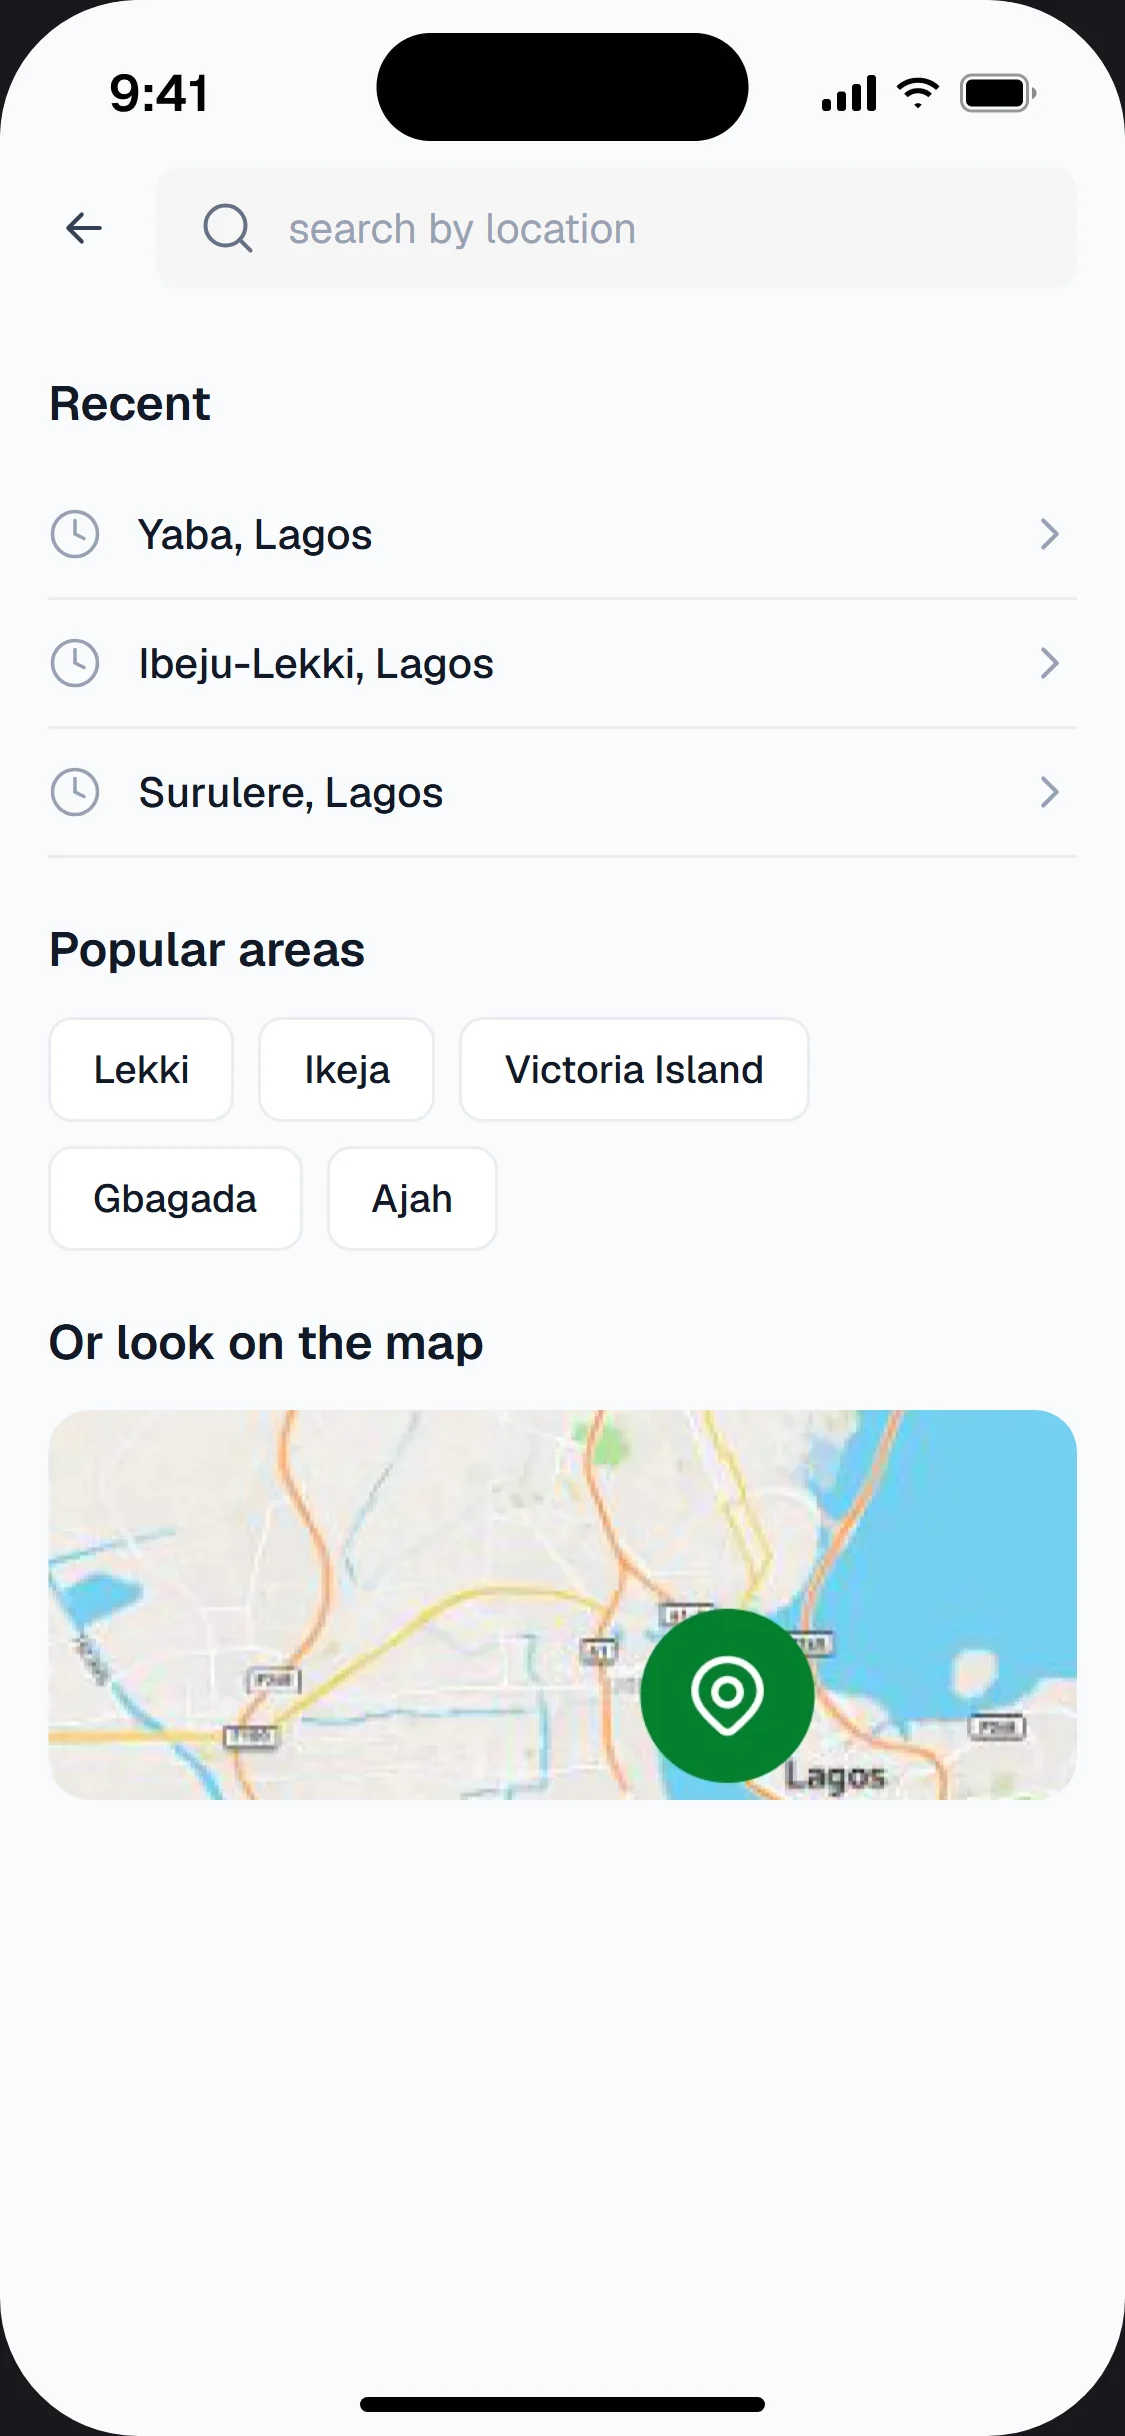 9:41
search by location
Recent
Yaba, Lagos
Ibeju-Lekki, Lagos
Surulere, Lagos
Popular areas
Lekki
Ikeja
Victoria Island
Gbagada
Ajah
Or look on the map
Lagos